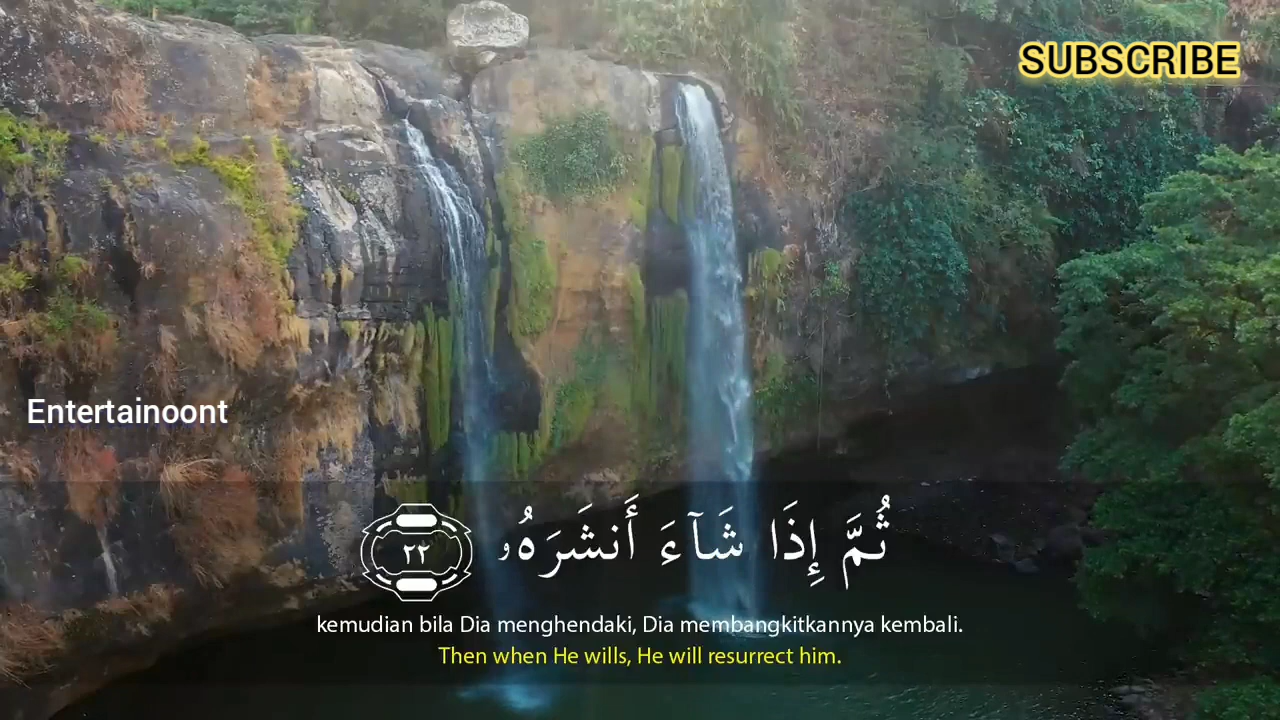 SUBSCRIBE
Entertainoont
ثُمَّ إِذَا شَآءَ أَنشَرَهُۥ ٢٢
kemudian bila Dia menghendaki, Dia membangkitkannya kembali.
Then when He wills, He will resurrect him.